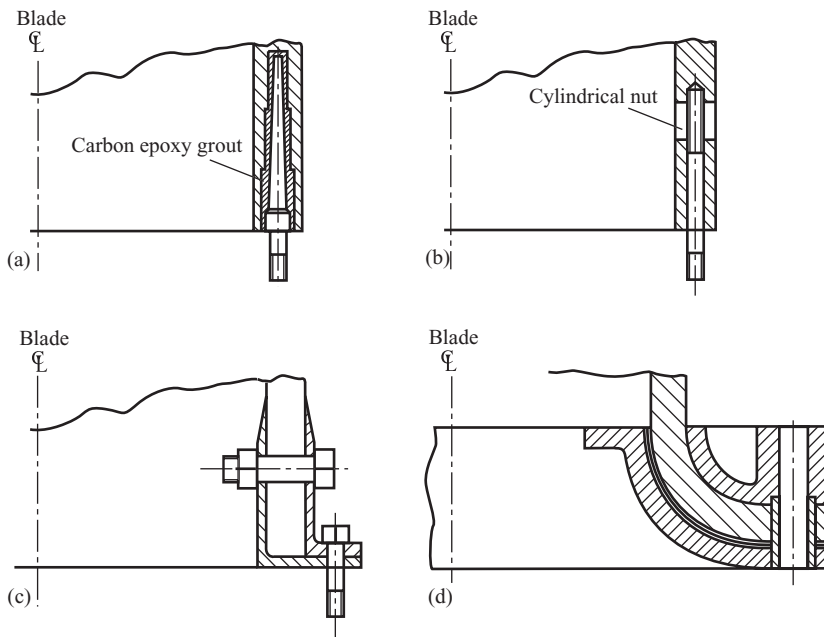 Blade
℄
Carbon epoxy grout
(a)
Blade
℄
Cylindrical nut
(b)
Blade
℄
(c)
Blade
℄
(d)